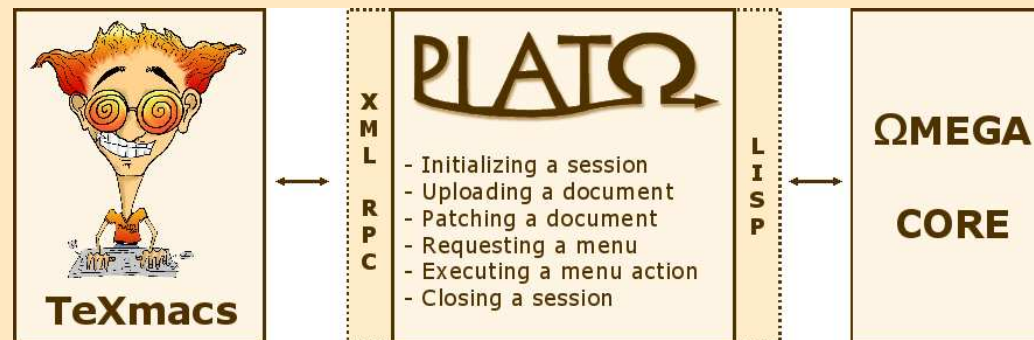 TeXmacs
XML RPC
PLATΩ
- Initializing a session
- Uploading a document
- Patching a document
- Requesting a menu
- Executing a menu action
- Closing a session
LISP
ΩMEGA
CORE